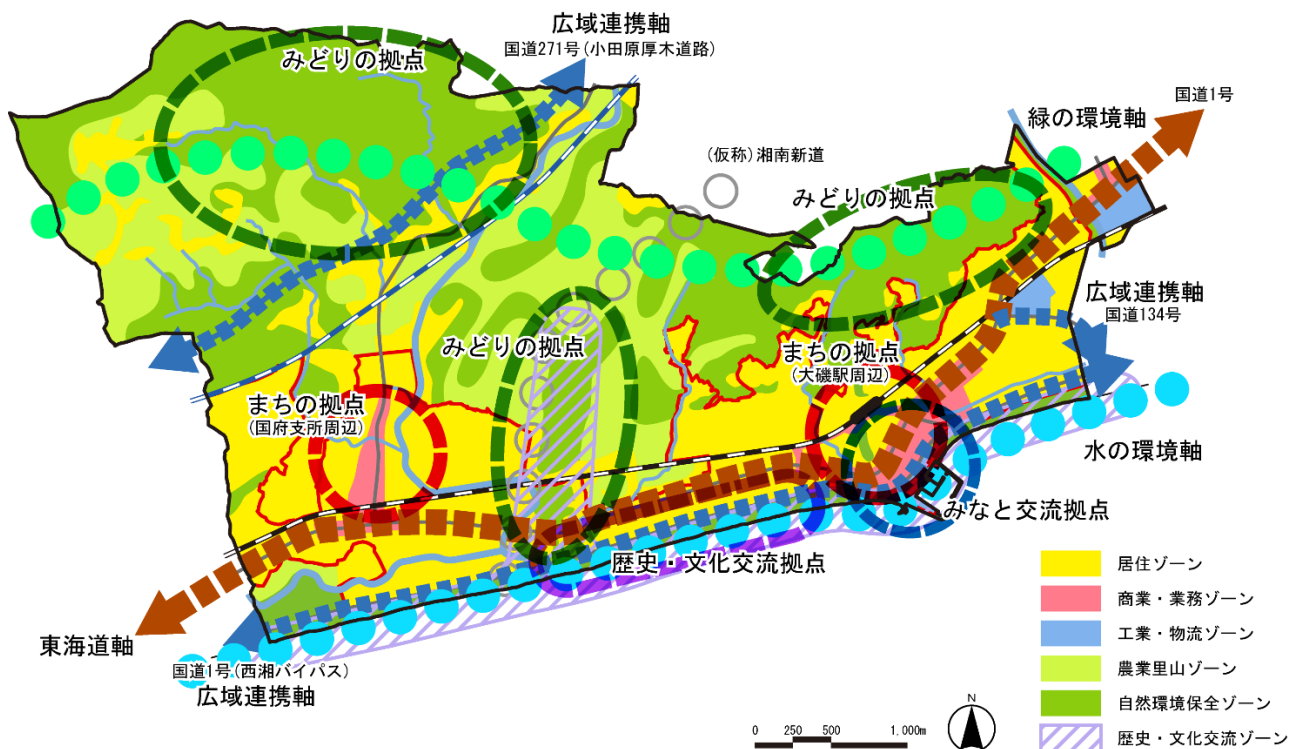 広域連携軸
国道271号(小田原厚木道路)
みどりの拠点
国道1号
緑の環境軸
(仮称)湘南新道
みどりの拠点
広域連携軸
国道134号
みどりの拠点
まちの拠点
(大磯駅周辺)
まちの拠点
(国府支所周辺)
水の環境軸
みなと交流拠点
歴史・文化交流拠点
東海道軸
国道1号(西湘バイパス)
広域連携軸
居住ゾーン
商業・業務ゾーン
工業・物流ゾーン
農業里山ゾーン
自然環境保全ゾーン
歴史・文化交流ゾーン
N
0 250 500 1,000m